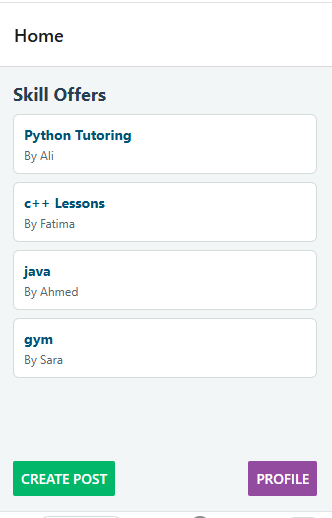 Home
Skill Offers
Python Tutoring
By Ali
c++ Lessons
By Fatima
java
By Ahmed
gym
By Sara
CREATE POST
PROFILE